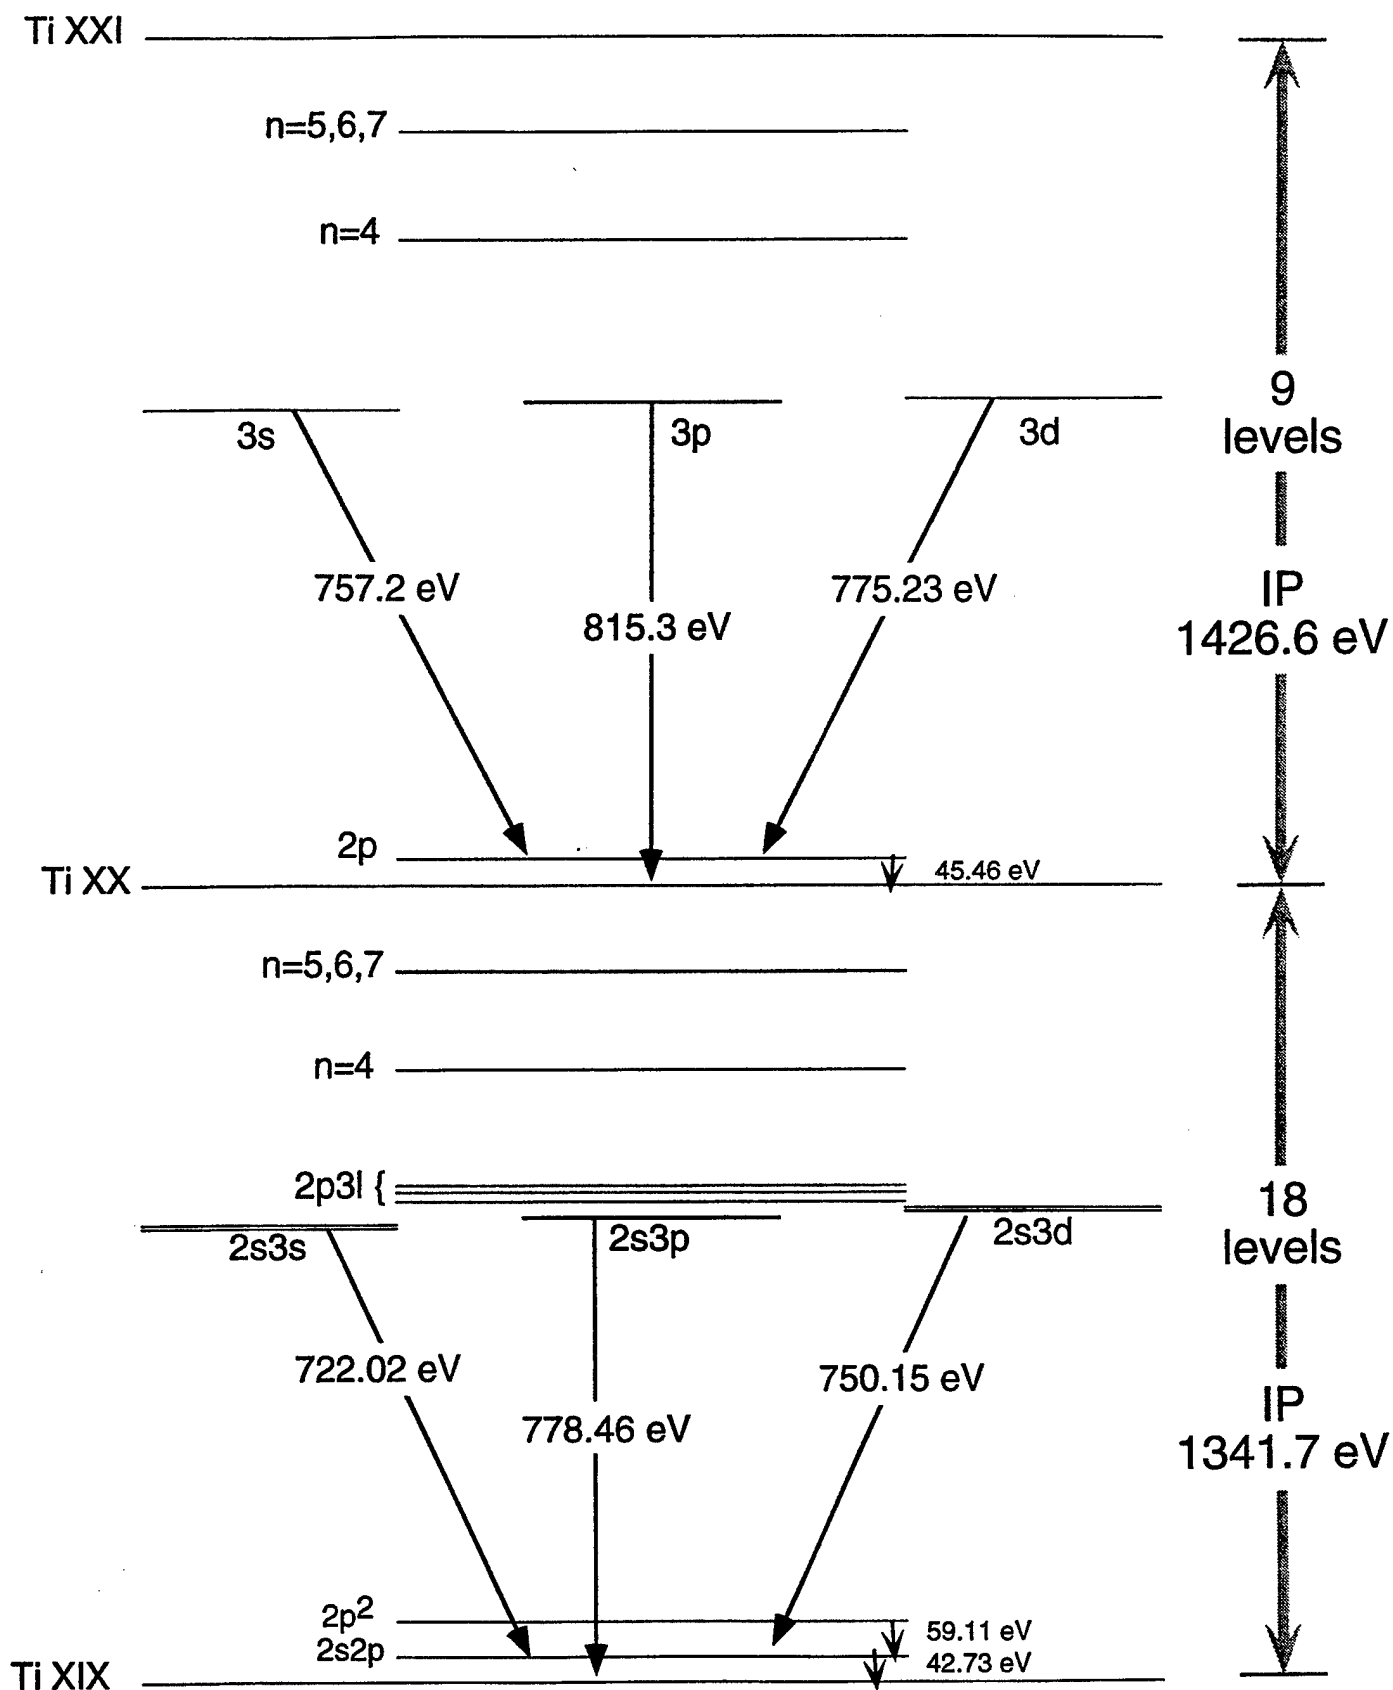 Ti XXI
n=5,6,7
n=4
9
levels
3s
3p
3d
757.2 eV
775.23 eV
IP
815.3 eV
1426.6 eV
2p
45.46 eV
Ti XX
n=5,6,7
n=4
2p3l {
18
levels
2s3s
2s3p
2s3d
722.02 eV
750.15 eV
IP
778.46 eV
1341.7 eV
2p2
59.11 eV
2s2p
42.73 eV
Ti XIX